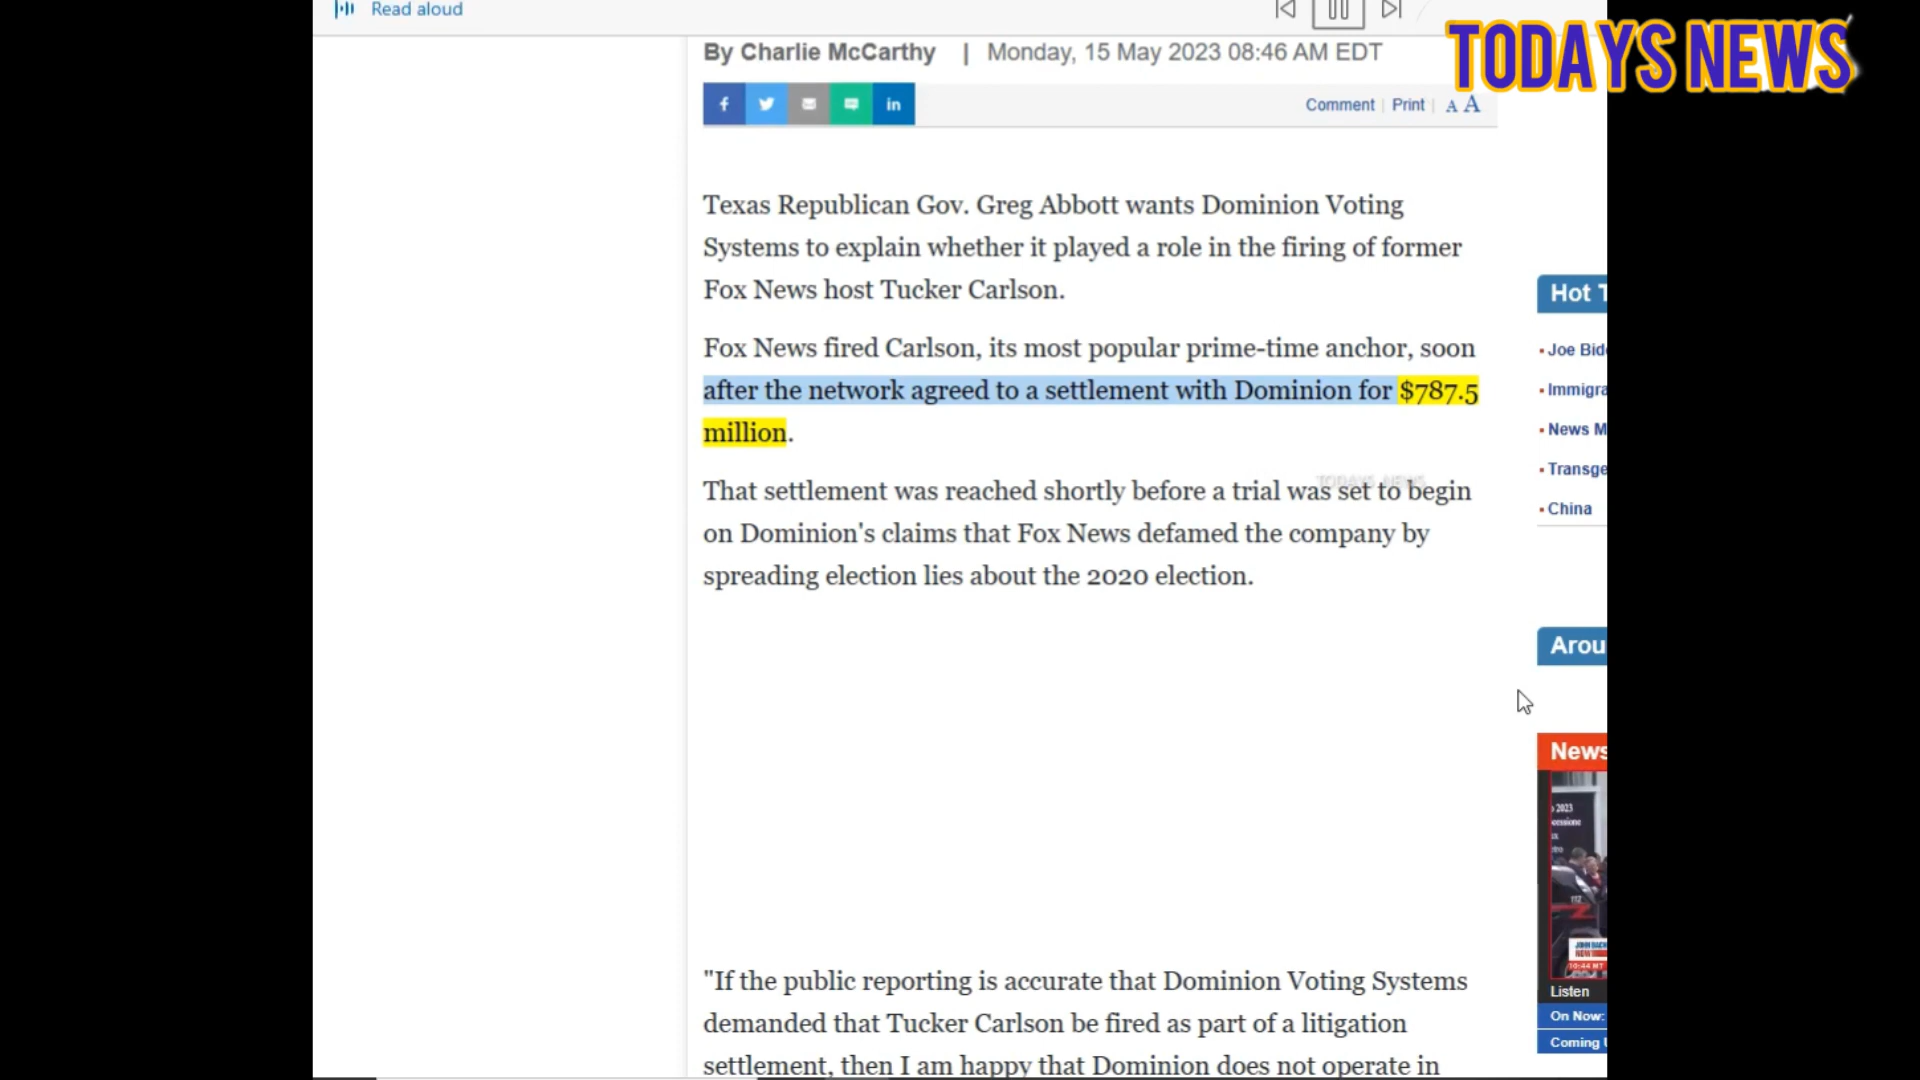 Read aloud
TODAYS NEWS
By Charlie McCarthy | Monday, 15 May 2023 08:46 AM EDT
Comment | Print | A A
Texas Republican Gov. Greg Abbott wants Dominion Voting
Systems to explain whether it played a role in the firing of former
Fox News host Tucker Carlson.
Fox News fired Carlson, its most popular prime-time anchor, soon
after the network agreed to a settlement with Dominion for $787.5
million.
TODAYS NEWS
That settlement was reached shortly before a trial was set to begin
on Dominion's claims that Fox News defamed the company by
spreading election lies about the 2020 election.
"If the public reporting is accurate that Dominion Voting Systems
demanded that Tucker Carlson be fired as part of a litigation
settlement, then I am happy that Dominion does not operate in
Hot T
Joe Bid
Immigra
News M
Transge
China
Arou
News
2023
10:44 MT
Listen
On Now:
Coming